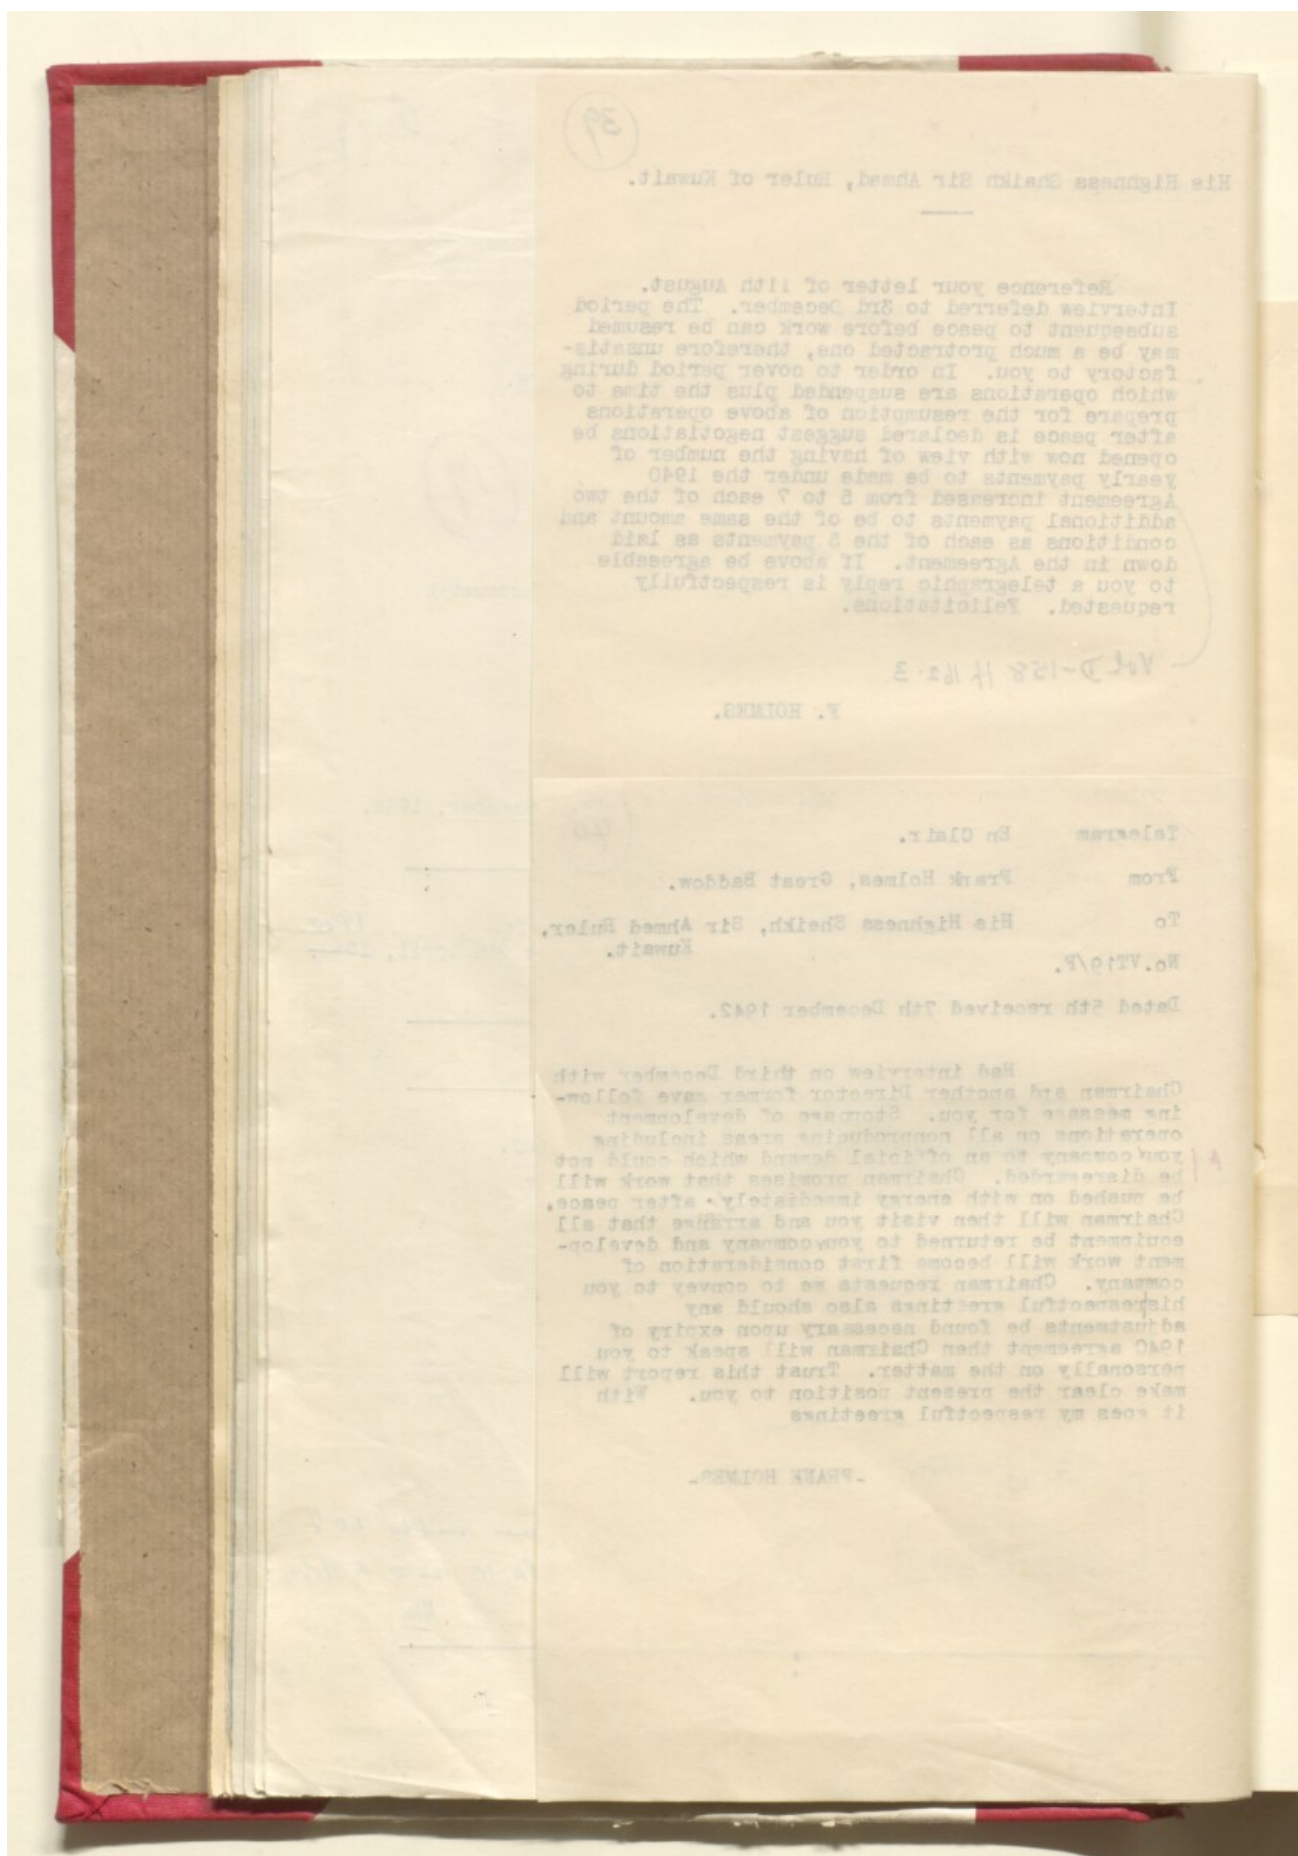 39
His Highness Shaikh Sir Ahmad, Ruler of Kuwait.
Reference your letter of 11th August.
Interview deferred to 3rd December. The period
subsequent to peace before work can be resumed
may be a much protracted one, therefore unsatis-
factory to you. In order to cover period during
which operations are suspended plus the time to
prepare for the resumption of above operations
after peace is declared suggest negotiations be
opened now with view of having the number of
yearly payments to be made under the 1940
Agreement increased from 5 to 7 each of the two
additional payments to be of the same amount and
conditions as each of the 5 payments as laid
down in the Agreement. If above be agreeable
to you a telegraphic reply is respectfully
requested. Felicitations.
Vol D-158 ff 162-3
F. HOLMES.
40
Telegram En Clair.
From Frark Holmes, Great Baddow.
To His Highness Sheikh, Sir Ahmed Ruler,
Kuwait.
No.VT19/F.
Dated 5th received 7th December 1942.
Had interview on third December with
Chairman and another Director former gave follow-
ing message for you. Stoppage of development
operations on all nonproducing areas including
your company to an official demand which could not
be disregarded. Chairman promises that work will
be pushed on with energy immediately after peace.
Chairman will then visit you and arrange that all
equipment be returned to you company and develop-
ment work will become first consideration of
company. Chairman requests me to convey to you
his respectful greetings also should any
adjustments be found necessary upon expiry of
1940 agreement then Chairman will speak to you
personally on the matter. Trust this report will
make clear the present position to you. With
it goes my respectful greetings
-FRANK HOLMES-